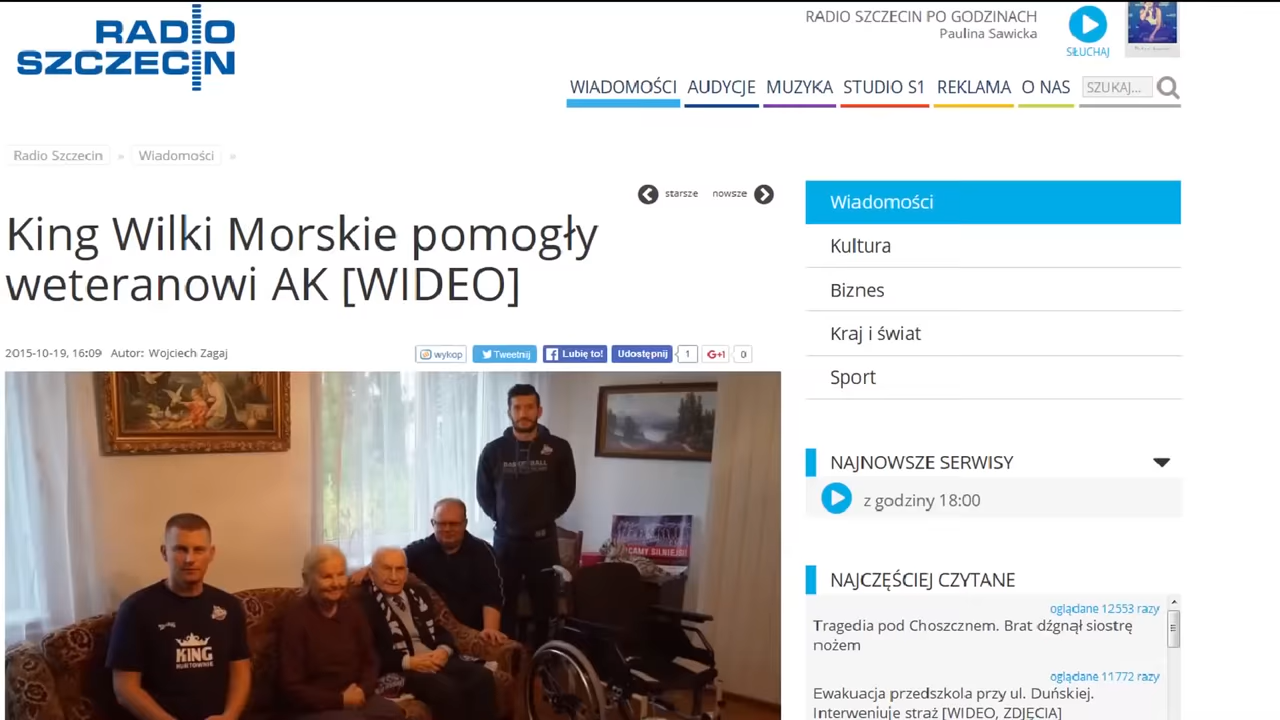 RADIO
SZCZECIN
RADIO SZCZECIN PO GODZINACH
Paulina Sawicka
SŁUCHAJ
WIADOMOŚCI AUDYCJE MUZYKA STUDIO S1 REKLAMA O NAS SZUKAJ...
Radio Szczecin » Wiadomości »
starsze nowsze
King Wilki Morskie pomogły
weteranowi AK [WIDEO]
2015-10-19, 16:09 Autor: Wojciech Zagaj
wykop Tweetnij Lubię to! Udostępnij 1 G+1 0
BASKETBALL
KING
HURTOWNIE
CAMY SILNIEJSI
Wiadomości
Kultura
Biznes
Kraj i świat
Sport
NAJNOWSZE SERWISY
z godziny 18:00
NAJCZĘŚCIEJ CZYTANE
oglądane 12553 razy
Tragedia pod Choszcznem. Brat dźgnął siostrę
nożem
oglądane 11772 razy
Ewakuacja przedszkola przy ul. Duńskiej.
Interweniuje straż [WIDEO, ZDJĘCIA]